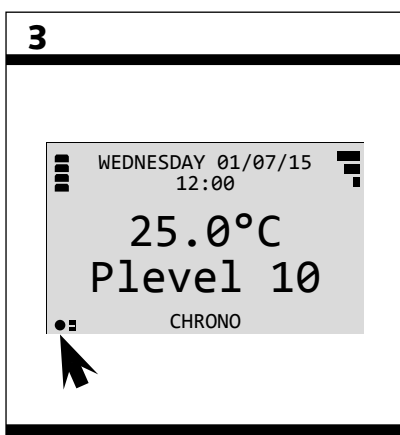 3
WEDNESDAY 01/07/15
12:00
25.0°C
Plevel 10
CHRONO